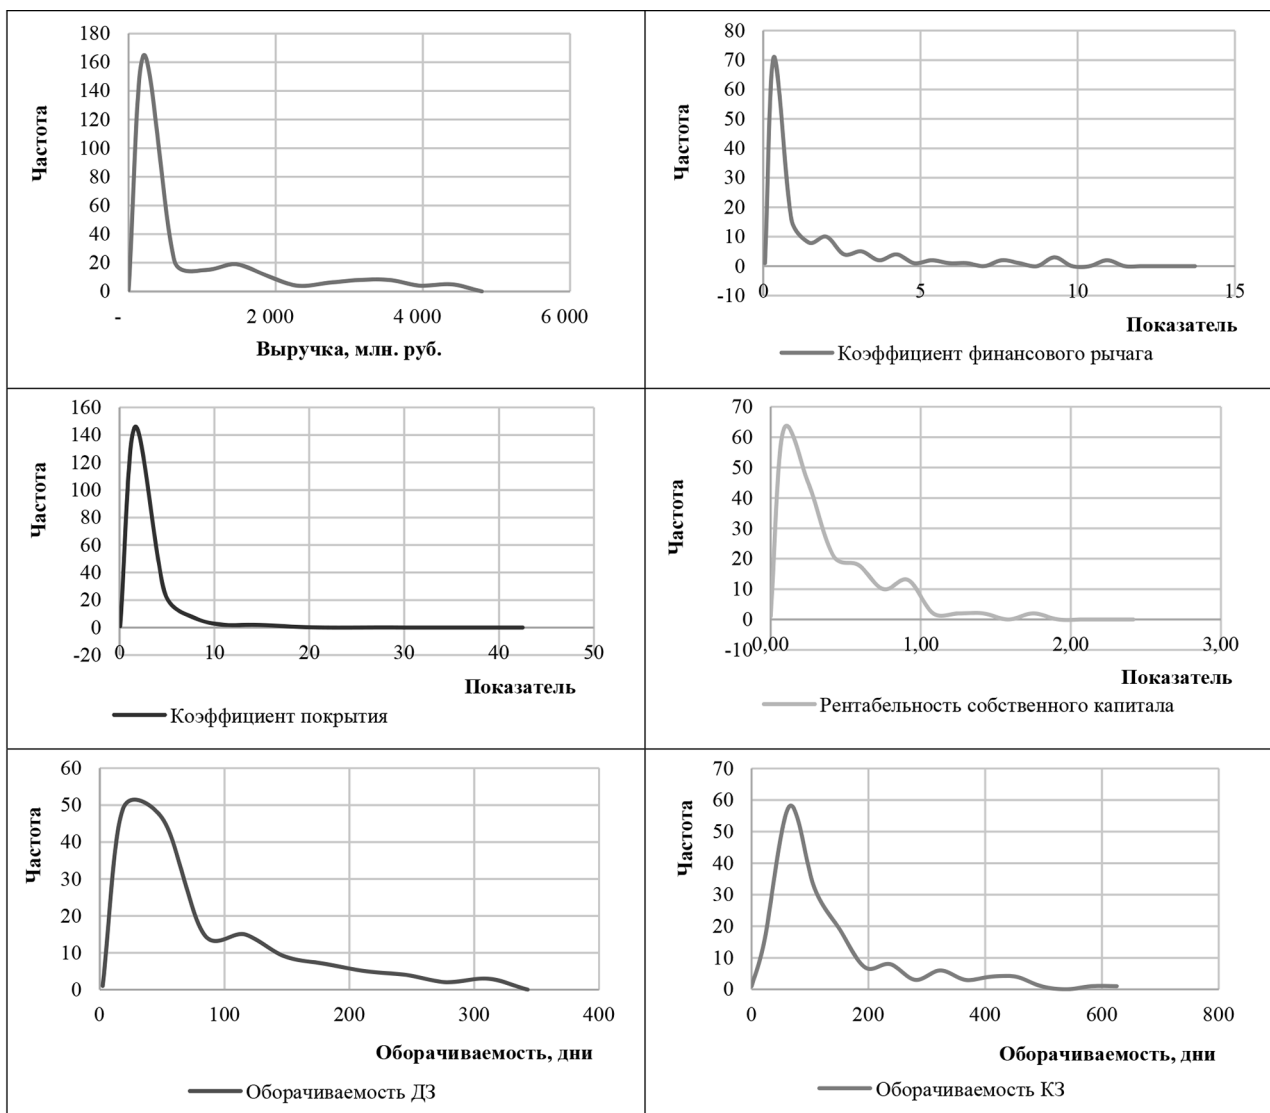 180
160
140
120
100
80
60
40
20
0
Частота
- 2 000 4 000 6 000
Выручка, млн. руб.
80
70
60
50
40
30
20
10
0
-10
Частота
0 5 10 15
Показатель
Коэффициент финансового рычага
160
140
120
100
80
60
40
20
0
-20
Частота
0 10 20 30 40 50
Показатель
Коэффициент покрытия
70
60
50
40
30
20
10
0
-10
Частота
0,00 1,00 2,00 3,00
Показатель
Рентабельность собственного капитала
60
50
40
30
20
10
0
Частота
0 100 200 300 400
Оборачиваемость, дни
Оборачиваемость ДЗ
70
60
50
40
30
20
10
0
Частота
0 200 400 600 800
Оборачиваемость, дни
Оборачиваемость КЗ